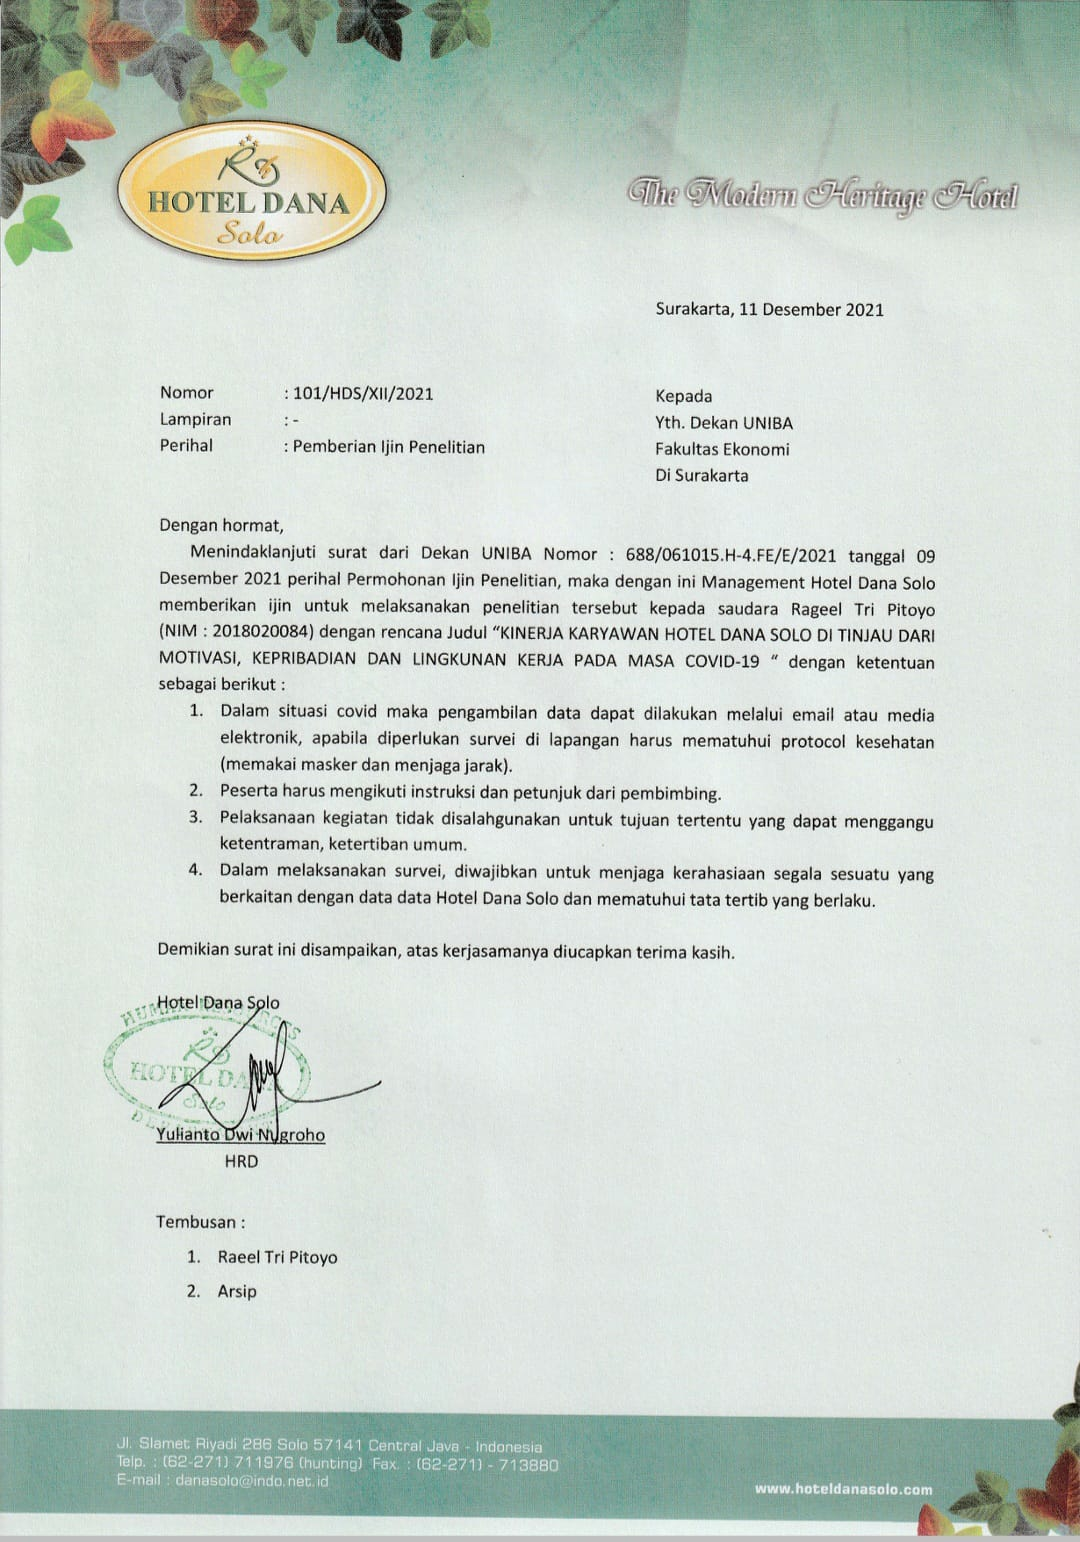 HOTEL DANA
Solo
The Modern Heritage Hotel
Surakarta, 11 Desember 2021
Nomor : 101/HDS/XII/2021
Lampiran : -
Perihal : Pemberian Ijin Penelitian
Kepada
Yth. Dekan UNIBA
Fakultas Ekonomi
Di Surakarta
Dengan hormat,
Menindaklanjuti surat dari Dekan UNIBA Nomor : 688/061015.H-4.FE/E/2021 tanggal 09
Desember 2021 perihal Permohonan Ijin Penelitian, maka dengan ini Management Hotel Dana Solo
memberikan ijin untuk melaksanakan penelitian tersebut kepada saudara Rageel Tri Pitoyo
(NIM : 2018020084) dengan rencana Judul “KINERJA KARYAWAN HOTEL DANA SOLO DI TINJAU DARI
MOTIVASI, KEPRIBADIAN DAN LINGKUNAN KERJA PADA MASA COVID-19 “ dengan ketentuan
sebagai berikut :
1. Dalam situasi covid maka pengambilan data dapat dilakukan melalui email atau media
elektronik, apabila diperlukan survei di lapangan harus mematuhui protocol kesehatan
(memakai masker dan menjaga jarak).
2. Peserta harus mengikuti instruksi dan petunjuk dari pembimbing.
3. Pelaksanaan kegiatan tidak disalahgunakan untuk tujuan tertentu yang dapat menggangu
ketentraman, ketertiban umum.
4. Dalam melaksanakan survei, diwajibkan untuk menjaga kerahasiaan segala sesuatu yang
berkaitan dengan data data Hotel Dana Solo dan mematuhui tata tertib yang berlaku.
Demikian surat ini disampaikan, atas kerjasamanya diucapkan terima kasih.
Hotel Dana Solo
HOTEL DANA
Solo
Yulianto Dwi Nugroho
HRD
Tembusan :
1. Raeel Tri Pitoyo
2. Arsip
Jl. Slamet Riyadi 286 Solo 57141 Central Java - Indonesia
Telp. : (62-271) 711976 (hunting) Fax. : (62-271) - 713880
E-mail : danasolo@indo.net.id
www.hoteldanasolo.com